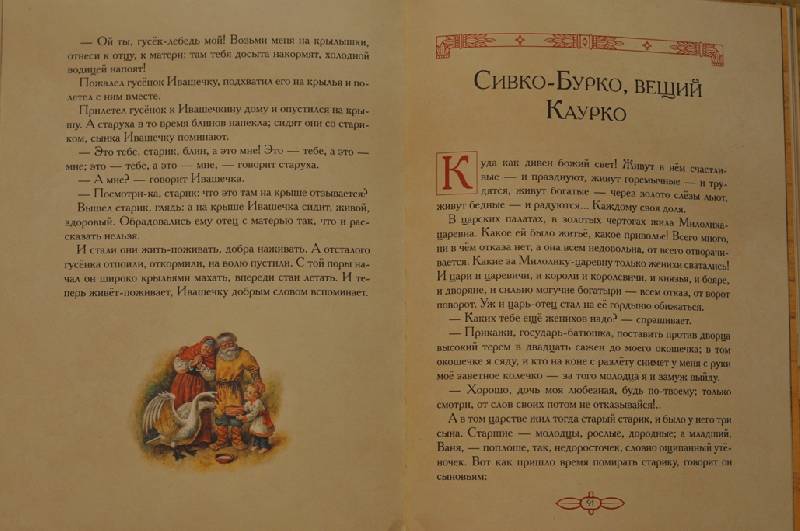 — Ой ты, гусёк-лебедь мой! Возьми меня на крылышки,
отнеси к отцу, к матери; там тебя досыта накормят, холодной
водицей напоят!
Пожалел гусёнок Ивашечку, подхватил его на крылья и по-
летел с ним вместе.
Прилетел гусёнок к Ивашечкину дому и опустился на кры-
шу. А старуха в то время блинов напекла; сидят они со стари-
ком, сынка Ивашечку поминают.
— Это тебе, старик, блин, а это мне! Это — тебе, а это —
мне; это — тебе, а это — мне, — говорит старуха.
— А мне? — говорит Ивашечка.
— Посмотри-ка, старик: что это там на крыше отзывается?
Вышел старик, глядь: а на крыше Ивашечка сидит, живой,
здоровый. Обрадовались ему отец с матерью так, что и рас-
сказать нельзя.
И стали они жить-поживать, добра наживать. А отсталого
гусёнка отпоили, откормили, на волю пустили. С той поры на-
чал он широко крыльями махать, впереди стаи летать. И те-
перь живёт-поживает, Ивашечку добрым словом вспоминает.
Сивко-Бурко, вещий
Каурко
Куда как дивен божий свет! Живут в нём счастли-
вые — и празднуют, живут горемычные — и тру-
дятся, живут богатые — через золото слёзы льют,
живут бедные — и радуются... Каждому своя доля.
В царских палатах, в золотых чертогах жила Милолика-
царевна. Какое ей было житьё, какое приволье! Всего много,
ни в чём отказа нет, а она всем недовольна, от всего отворачи-
вается. Какие за Милолику-царевну только женихи сватались!
И цари и царевичи, и короли и королевичи, и князья, и бояре,
и дворяне, и сильно могучие богатыри — всем отказ, от ворот
поворот. Уж и царь-отец стал на её гордыню обижаться.
— Каких тебе ещё женихов надо? — спрашивает.
— Прикажи, государь-батюшка, поставить против дворца
высокий терем в двадцать сажен до моего окошечка; в том
окошечке я сяду, и кто на коне с разлёту снимет у меня с руки
моё заветное колечко — за того молодца я и замуж выйду.
— Хорошо, дочь моя любезная, будь по-твоему; только
смотри, от слов своих потом не отказывайся!..
А в том царстве жил тогда старый старик, и было у него три
сына. Старшие — молодцы, рослые, дородные; а младший,
Ваня, — поплоше, так, недоросточек, словно ощипанный утё-
ночек. Вот как пришло время помирать старику, говорит он
сыновьям:
91